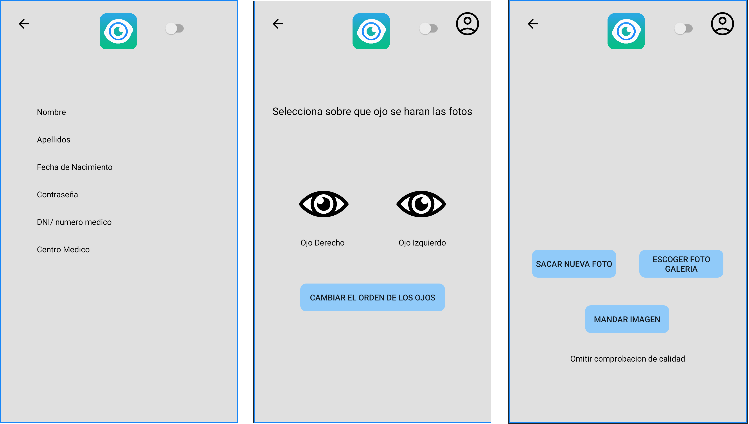 Nombre
Apellidos
Fecha de Nacimiento
Contraseña
DNI/ numero medico
Centro Medico
Selecciona sobre que ojo se haran las fotos
Ojo Derecho
Ojo Izquierdo
CAMBIAR EL ORDEN DE LOS OJOS
SACAR NUEVA FOTO
ESCOGER FOTO
GALERIA
MANDAR IMAGEN
Omitir comprobacion de calidad